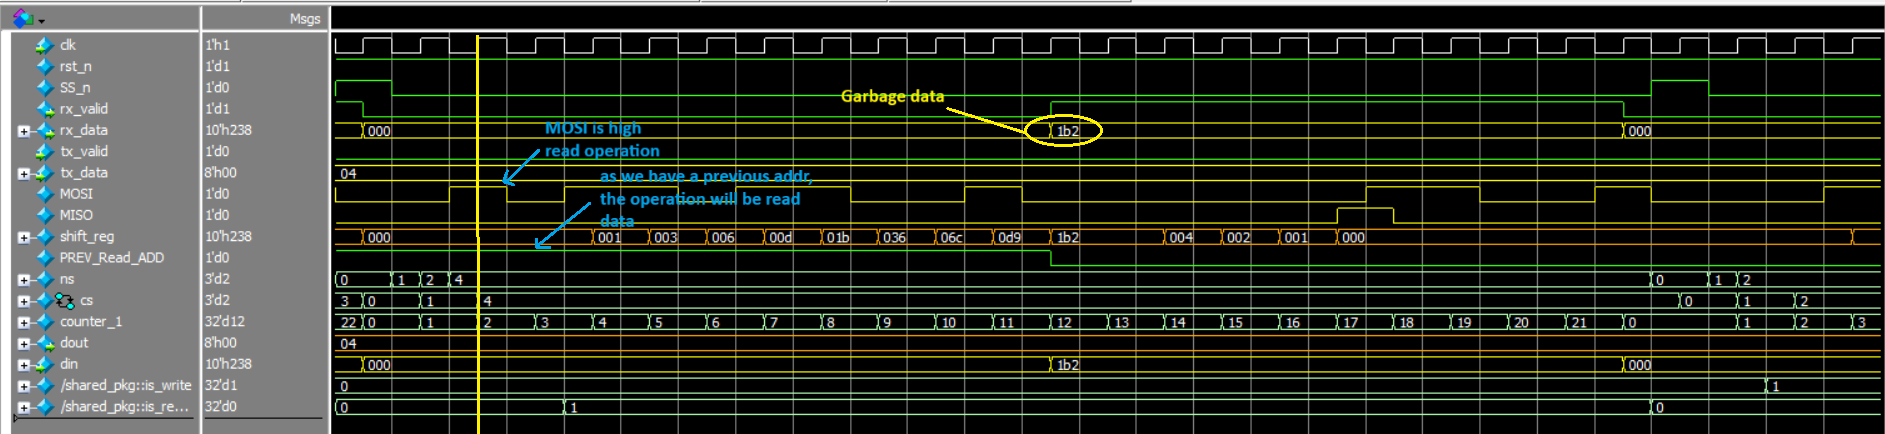 Msgs
clk 1'h1
rst_n 1'd1
SS_n 1'd0
rx_valid 1'd1
Garbage data
rx_data 10'h238 000 1b2 000
MOSI is high
read operation
tx_valid 1'd0
tx_data 8'h00 04
as we have a previous addr,
the operation will be read
data
MOSI 1'd0
MISO 1'd0
shift_reg 10'h238 000 001 003 006 00d 01b 036 06c 0d9 1b2 004 002 001 000
PREV_Read_ADD 1'd0
ns 3'd2 0 1 2 4 0 1 2
cs 3'd2 3 0 1 4 0 1 2
counter_1 32'd12 22 0 1 2 3 4 5 6 7 8 9 10 11 12 13 14 15 16 17 18 19 20 21 0 1 2 3
dout 8'h00 04
din 10'h238 000 1b2 000
/shared_pkg::is_write 32'd1 0 1
/shared_pkg::is_re... 32'd0 0 1 0